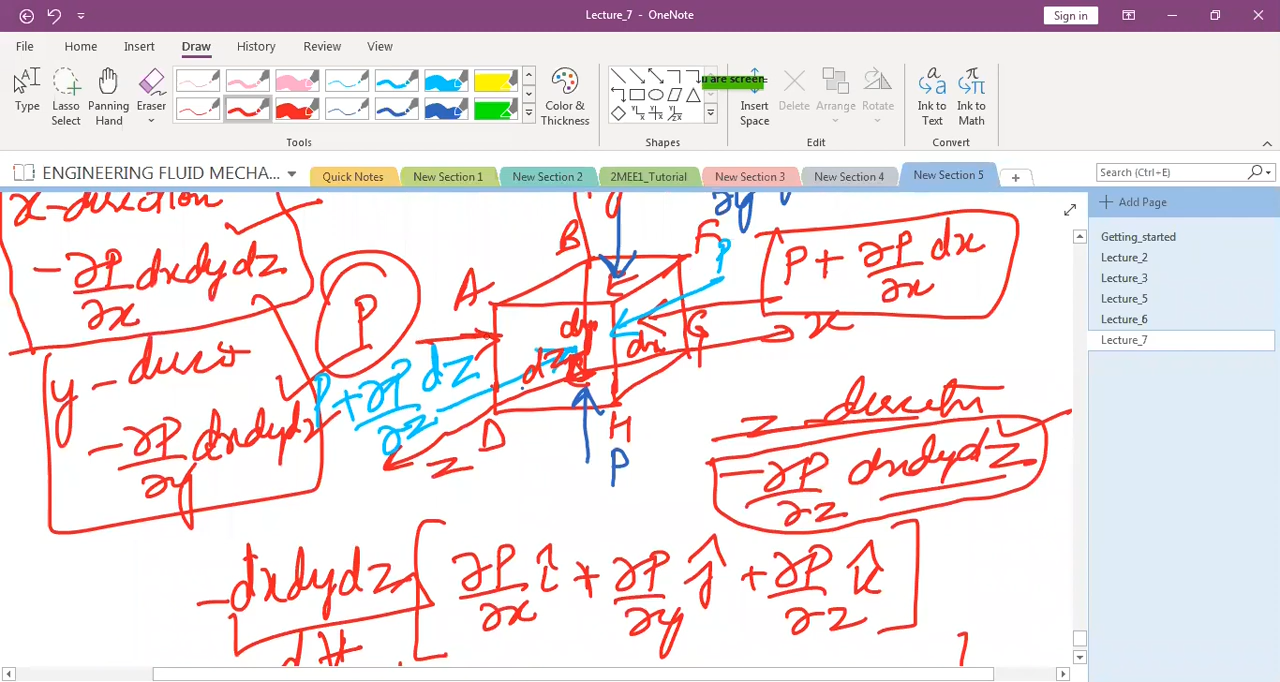 Lecture_7 - OneNote
Sign in
File Home Insert Draw History Review View
Type
Lasso Select
Panning Hand
Eraser
Color & Thickness
u are screen
Insert Space
Delete
Arrange
Rotate
Ink to Text
Ink to Math
Tools
Shapes
Edit
Convert
ENGINEERING FLUID MECHA...
Quick Notes
New Section 1
New Section 2
2MEE1_Tutorial
New Section 3
New Section 4
New Section 5
Search (Ctrl+E)
Add Page
Getting_started
Lecture_2
Lecture_3
Lecture_5
Lecture_6
Lecture_7
x-direction
-∂P/∂x dxdydz
y-
-∂P/∂y dxdydz
P
P+∂P/∂z dz
A
B
F
P
P + ∂P/∂x dx
x
G
dy
dx
dz
D
H
P
z
z
-∂P/∂z dxdydz
-dxdydz [∂P/∂x î + ∂P/∂y ĵ + ∂P/∂z k̂]